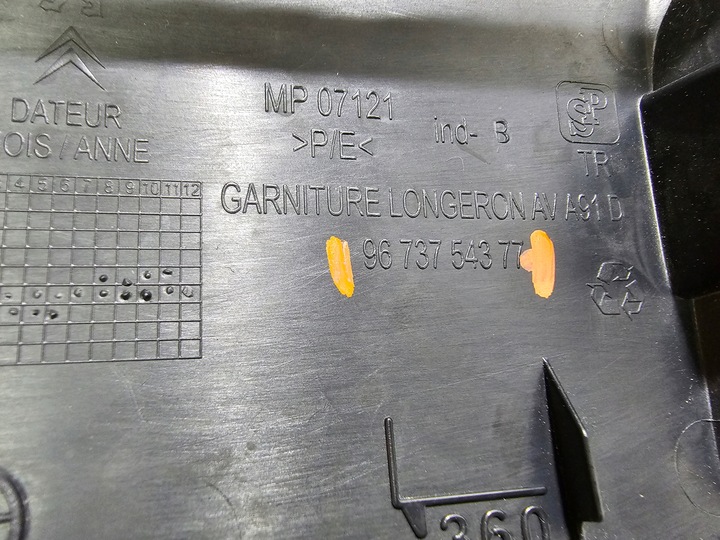 MP 07121
DATEUR
>P/E<
ind- B
OIS / ANNE
TR
4 5 6 7 8 9 10 11 12
GARNITURE LONGERON AV A91 D
96 737 543 77
360